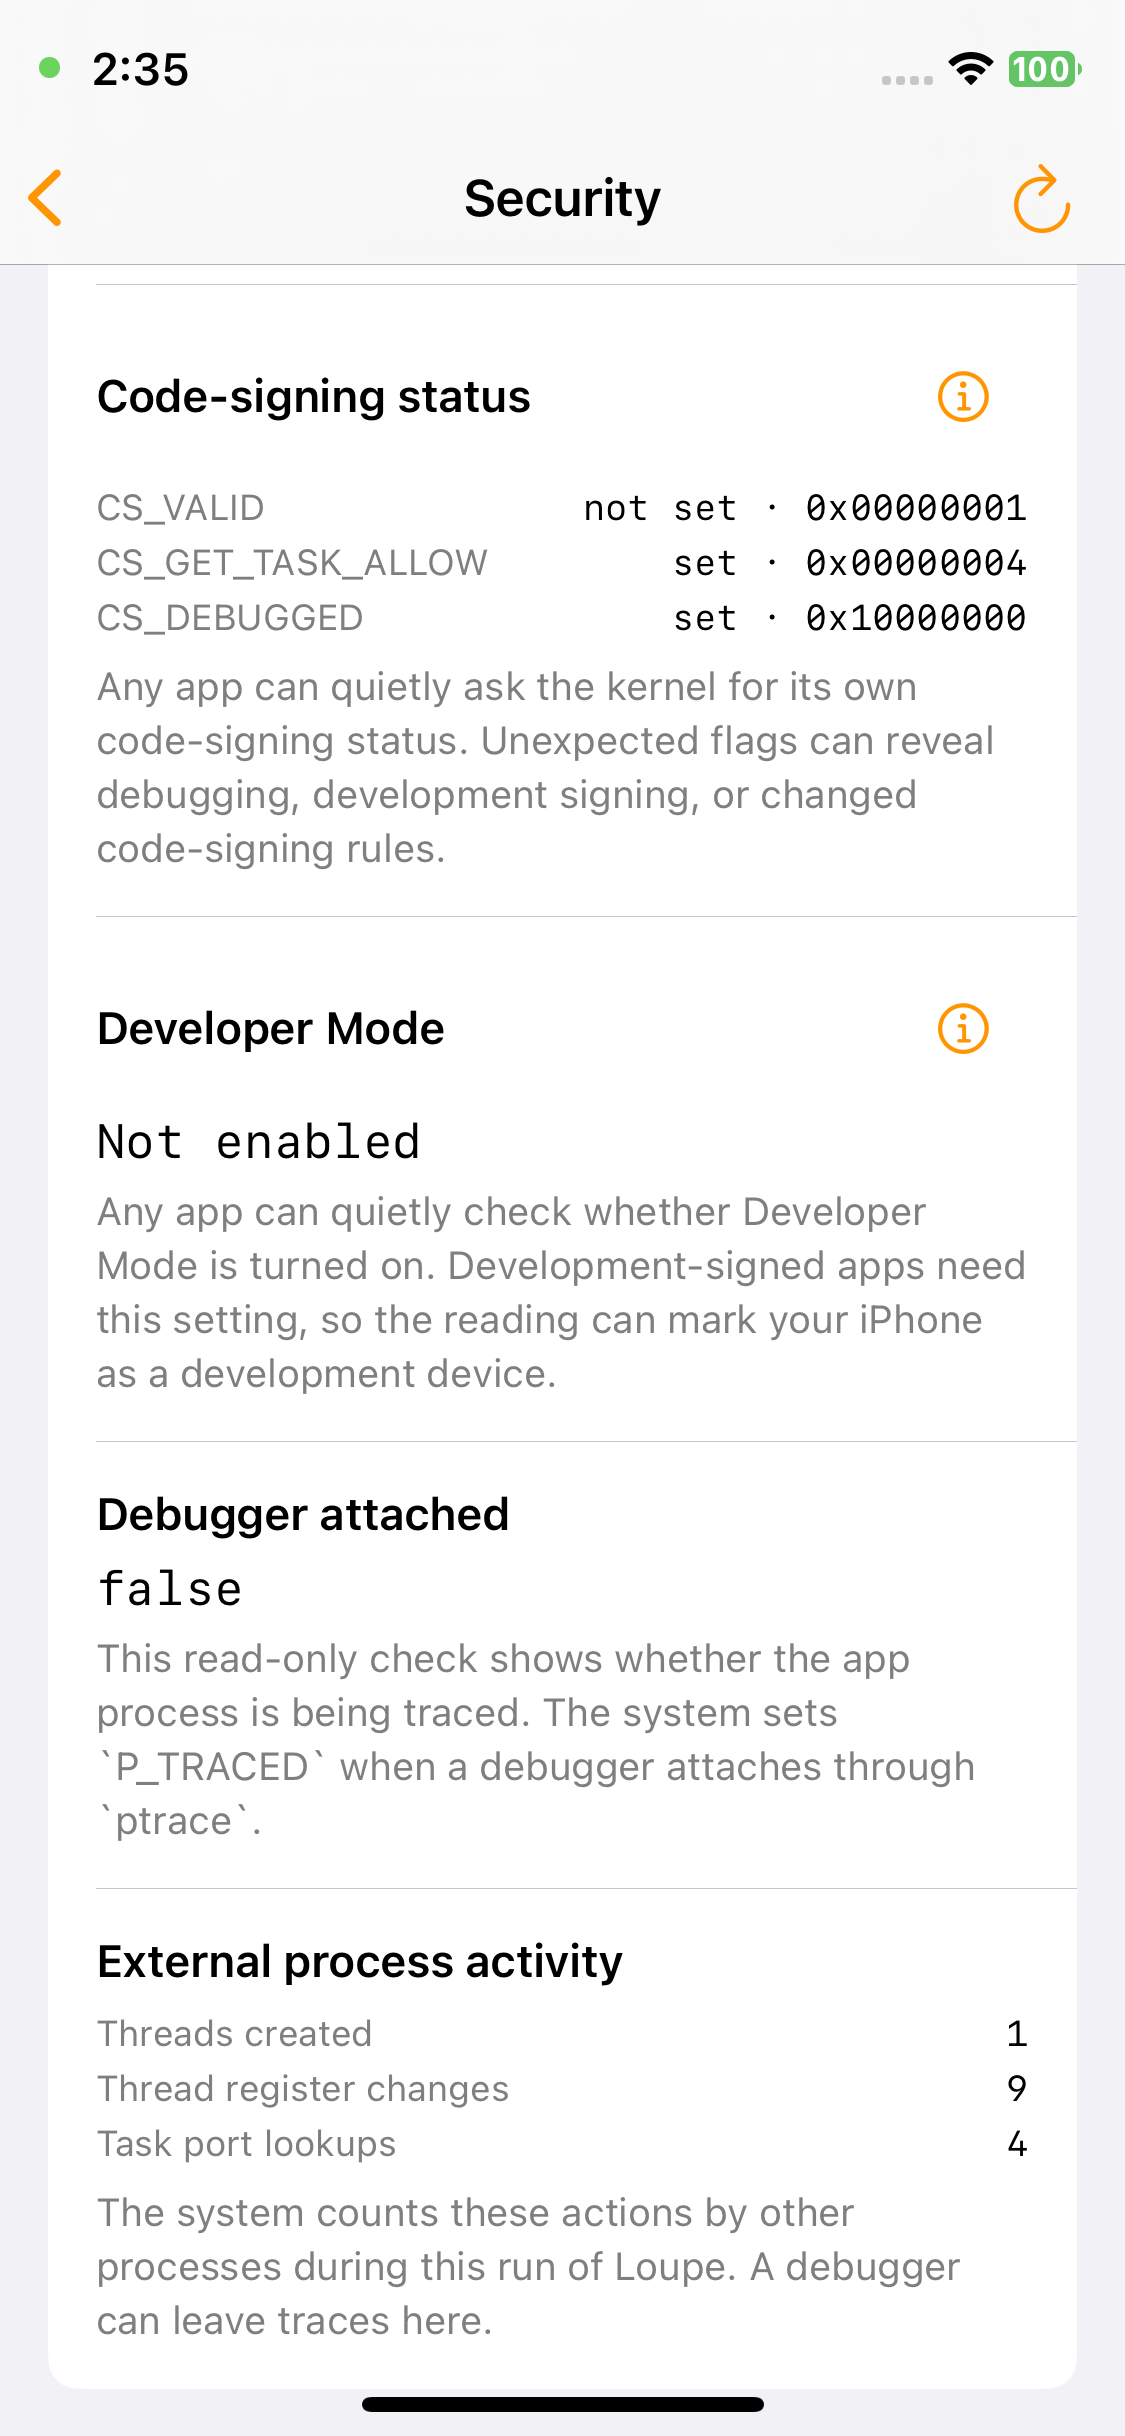 2:35
100
Security
Code-signing status
CS_VALID not set · 0x00000001
CS_GET_TASK_ALLOW set · 0x00000004
CS_DEBUGGED set · 0x10000000
Any app can quietly ask the kernel for its own
code-signing status. Unexpected flags can reveal
debugging, development signing, or changed
code-signing rules.
Developer Mode
Not enabled
Any app can quietly check whether Developer
Mode is turned on. Development-signed apps need
this setting, so the reading can mark your iPhone
as a development device.
Debugger attached
false
This read-only check shows whether the app
process is being traced. The system sets
`P_TRACED` when a debugger attaches through
`ptrace`.
External process activity
Threads created 1
Thread register changes 9
Task port lookups 4
The system counts these actions by other
processes during this run of Loupe. A debugger
can leave traces here.